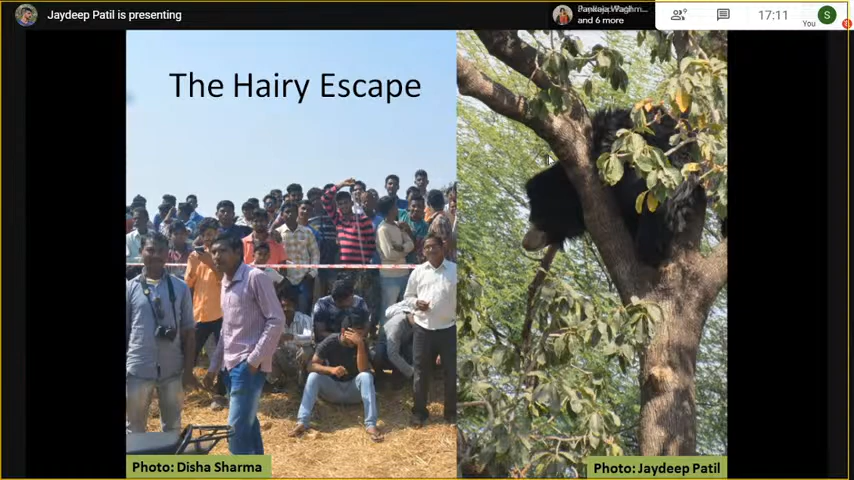 Jaydeep Patil is presenting
and 6 more
17:11
You
S
The Hairy Escape
Photo: Disha Sharma
Photo: Jaydeep Patil